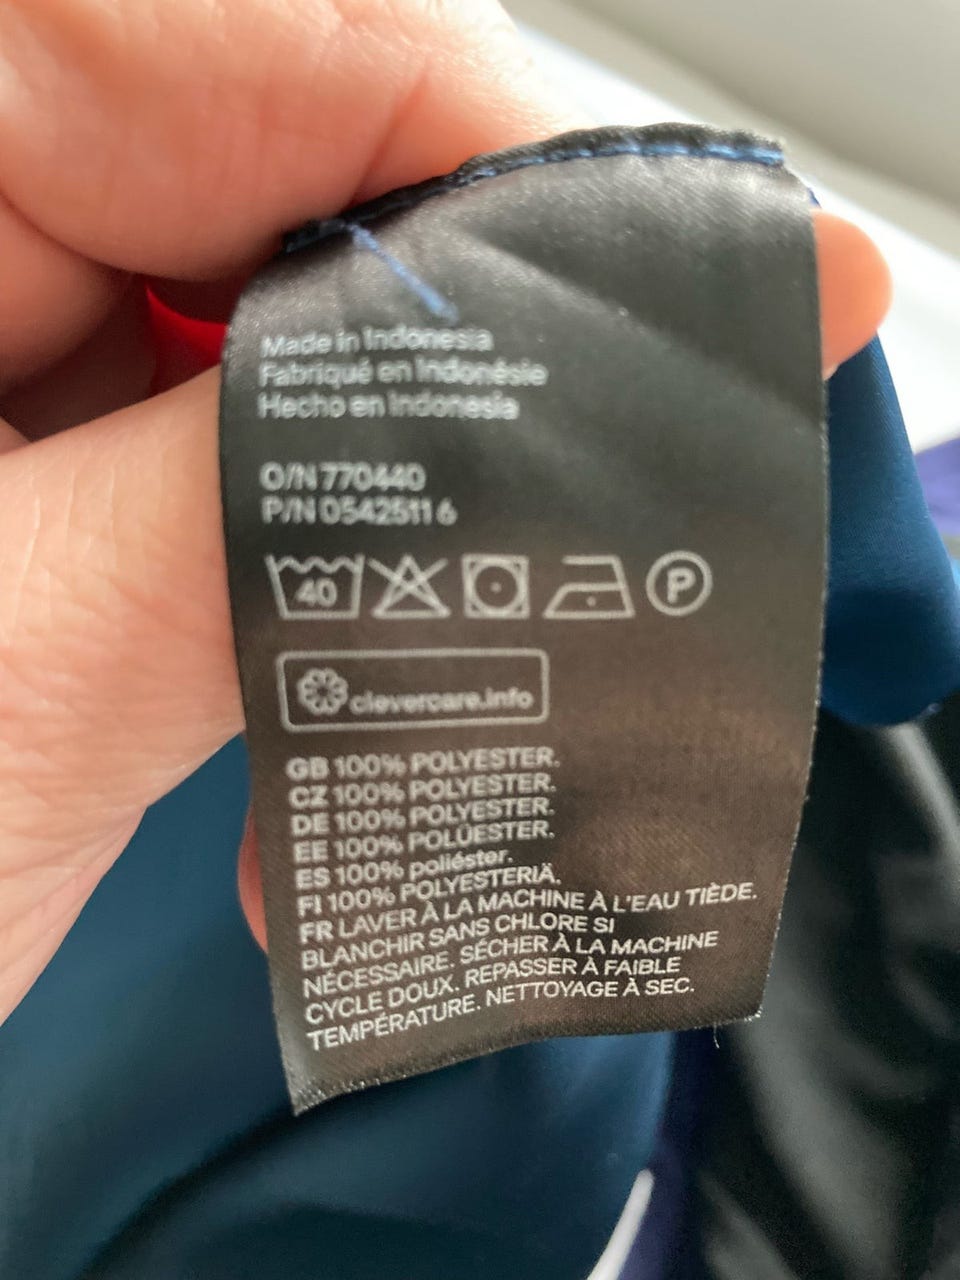 Made in Indonesia
Fabriqué en Indonésie
Hecho en Indonesia
O/N 770440
P/N 05425116
40
P
clevercare.info
GB 100% POLYESTER.
CZ 100% POLYESTER.
DE 100% POLYESTER.
EE 100% POLÜESTER.
ES 100% poliéster.
FI 100% POLYESTERIÄ.
FR LAVER À LA MACHINE À L'EAU TIÈDE.
BLANCHIR SANS CHLORE SI
NÉCESSAIRE. SÉCHER À LA MACHINE
CYCLE DOUX. REPASSER À FAIBLE
TEMPÉRATURE. NETTOYAGE À SEC.